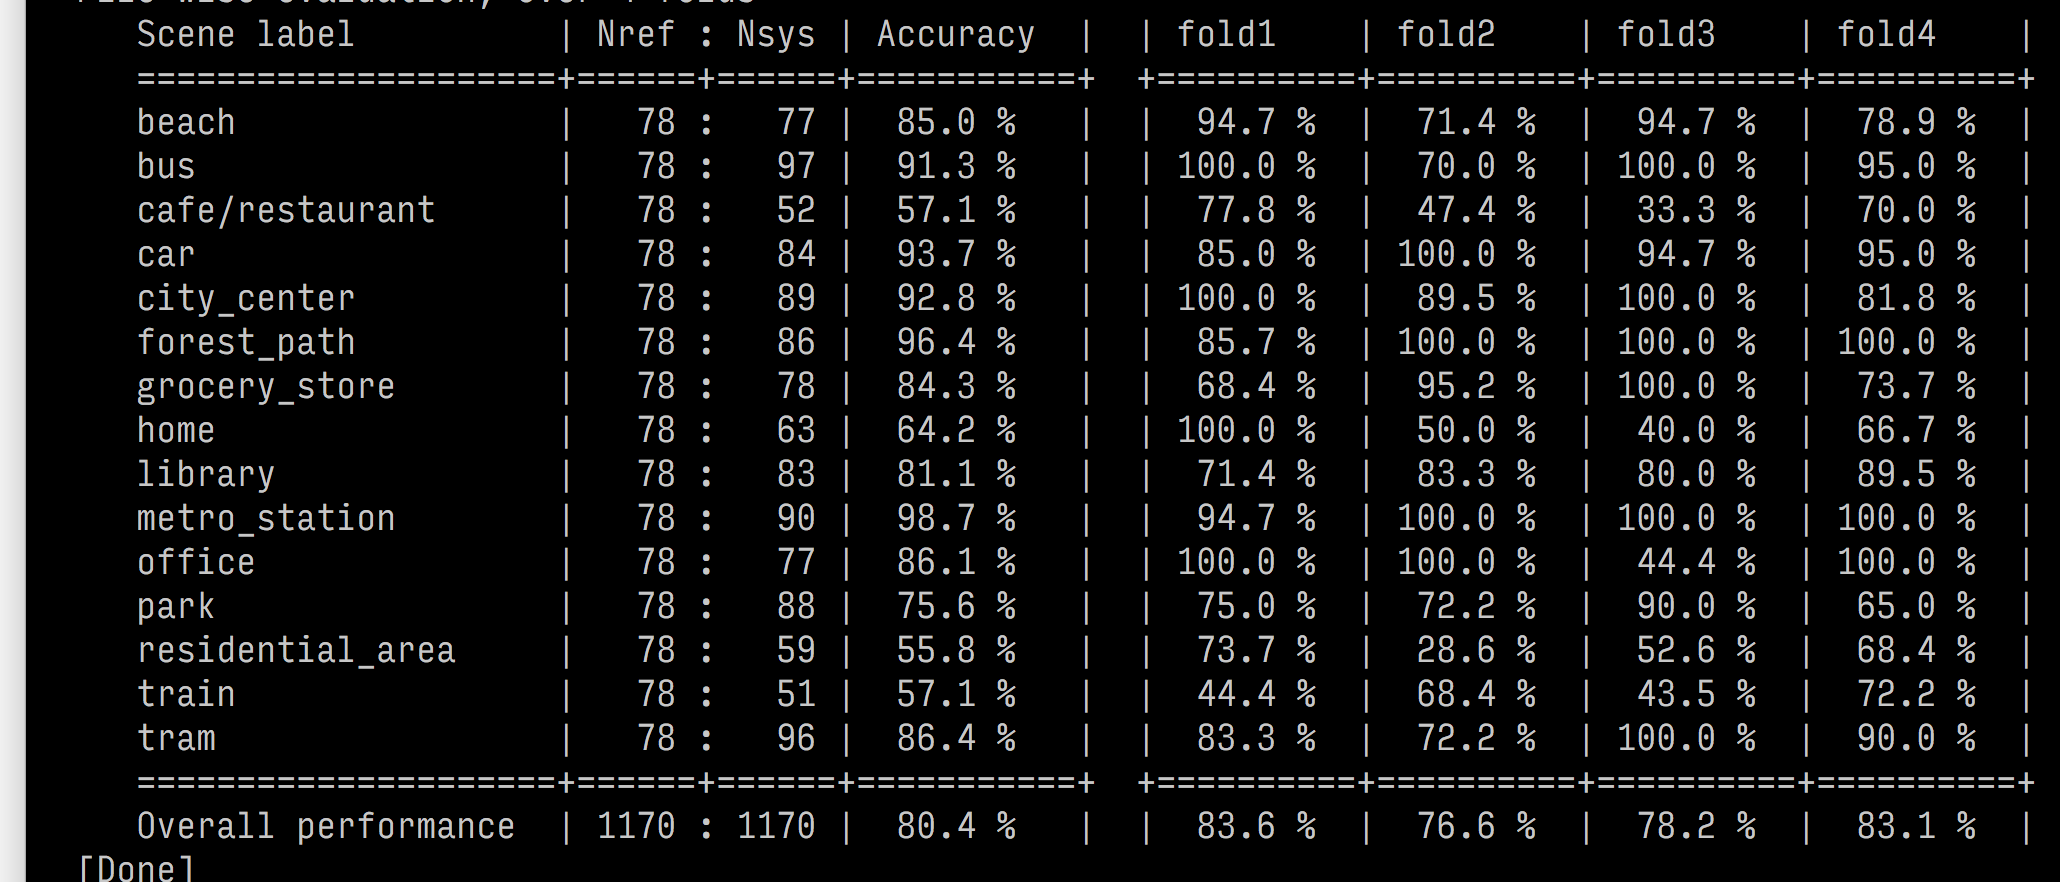 File-wise evaluation, over 4 folds
Scene label | Nref : Nsys | Accuracy | | fold1 | fold2 | fold3 | fold4 |
=====================+======+======+===========+ +==========+==========+==========+==========+
beach | 78 : 77 | 85.0 % | | 94.7 % | 71.4 % | 94.7 % | 78.9 % |
bus | 78 : 97 | 91.3 % | | 100.0 % | 70.0 % | 100.0 % | 95.0 % |
cafe/restaurant | 78 : 52 | 57.1 % | | 77.8 % | 47.4 % | 33.3 % | 70.0 % |
car | 78 : 84 | 93.7 % | | 85.0 % | 100.0 % | 94.7 % | 95.0 % |
city_center | 78 : 89 | 92.8 % | | 100.0 % | 89.5 % | 100.0 % | 81.8 % |
forest_path | 78 : 86 | 96.4 % | | 85.7 % | 100.0 % | 100.0 % | 100.0 % |
grocery_store | 78 : 78 | 84.3 % | | 68.4 % | 95.2 % | 100.0 % | 73.7 % |
home | 78 : 63 | 64.2 % | | 100.0 % | 50.0 % | 40.0 % | 66.7 % |
library | 78 : 83 | 81.1 % | | 71.4 % | 83.3 % | 80.0 % | 89.5 % |
metro_station | 78 : 90 | 98.7 % | | 94.7 % | 100.0 % | 100.0 % | 100.0 % |
office | 78 : 77 | 86.1 % | | 100.0 % | 100.0 % | 44.4 % | 100.0 % |
park | 78 : 88 | 75.6 % | | 75.0 % | 72.2 % | 90.0 % | 65.0 % |
residential_area | 78 : 59 | 55.8 % | | 73.7 % | 28.6 % | 52.6 % | 68.4 % |
train | 78 : 51 | 57.1 % | | 44.4 % | 68.4 % | 43.5 % | 72.2 % |
tram | 78 : 96 | 86.4 % | | 83.3 % | 72.2 % | 100.0 % | 90.0 % |
=====================+======+======+===========+ +==========+==========+==========+==========+
Overall performance | 1170 : 1170 | 80.4 % | | 83.6 % | 76.6 % | 78.2 % | 83.1 % |
[Done]